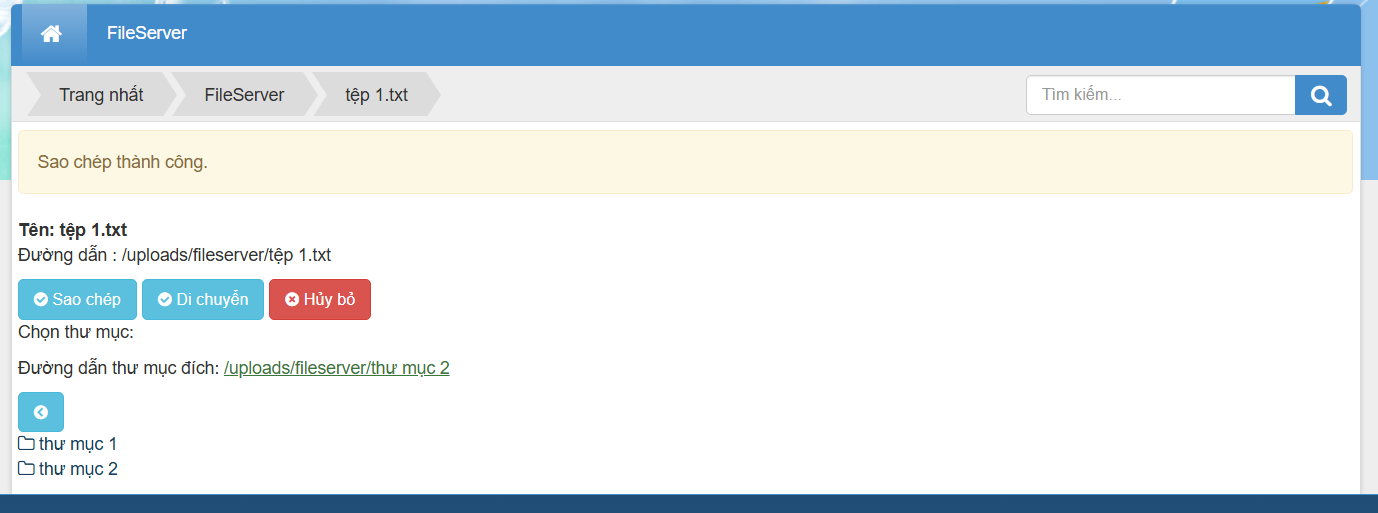 FileServer
Trang nhất FileServer tệp 1.txt Tìm kiếm...
Sao chép thành công.
Tên: tệp 1.txt
Đường dẫn : /uploads/fileserver/tệp 1.txt
Sao chép Di chuyển Hủy bỏ
Chọn thư mục:
Đường dẫn thư mục đích: /uploads/fileserver/thư mục 2
thư mục 1
thư mục 2